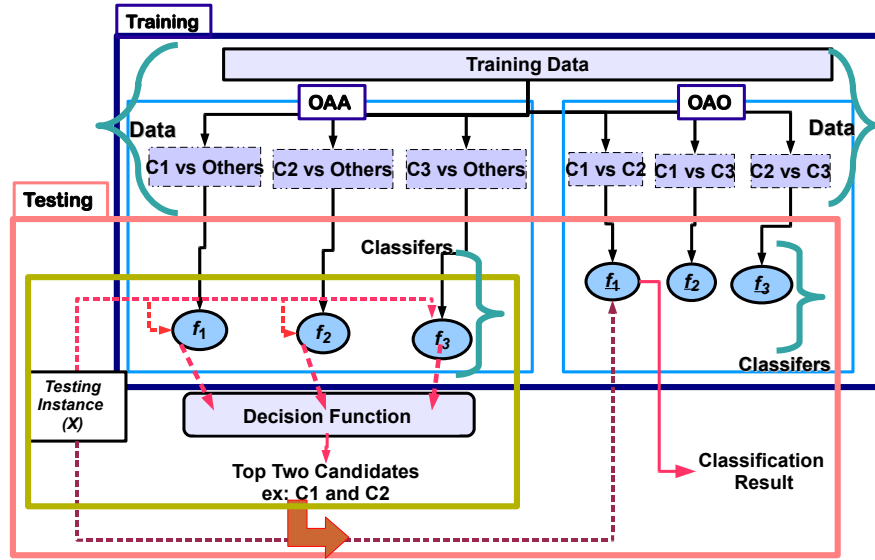 Training
Training Data
OAA
OAO
Data
Data
C1 vs Others
C2 vs Others
C3 vs Others
C1 vs C2
C1 vs C3
C2 vs C3
Testing
Classifers
f1
f2
f3
f1
f2
f3
Classifers
Testing
Instance
(X)
Decision Function
Top Two Candidates
ex: C1 and C2
Classification
Result